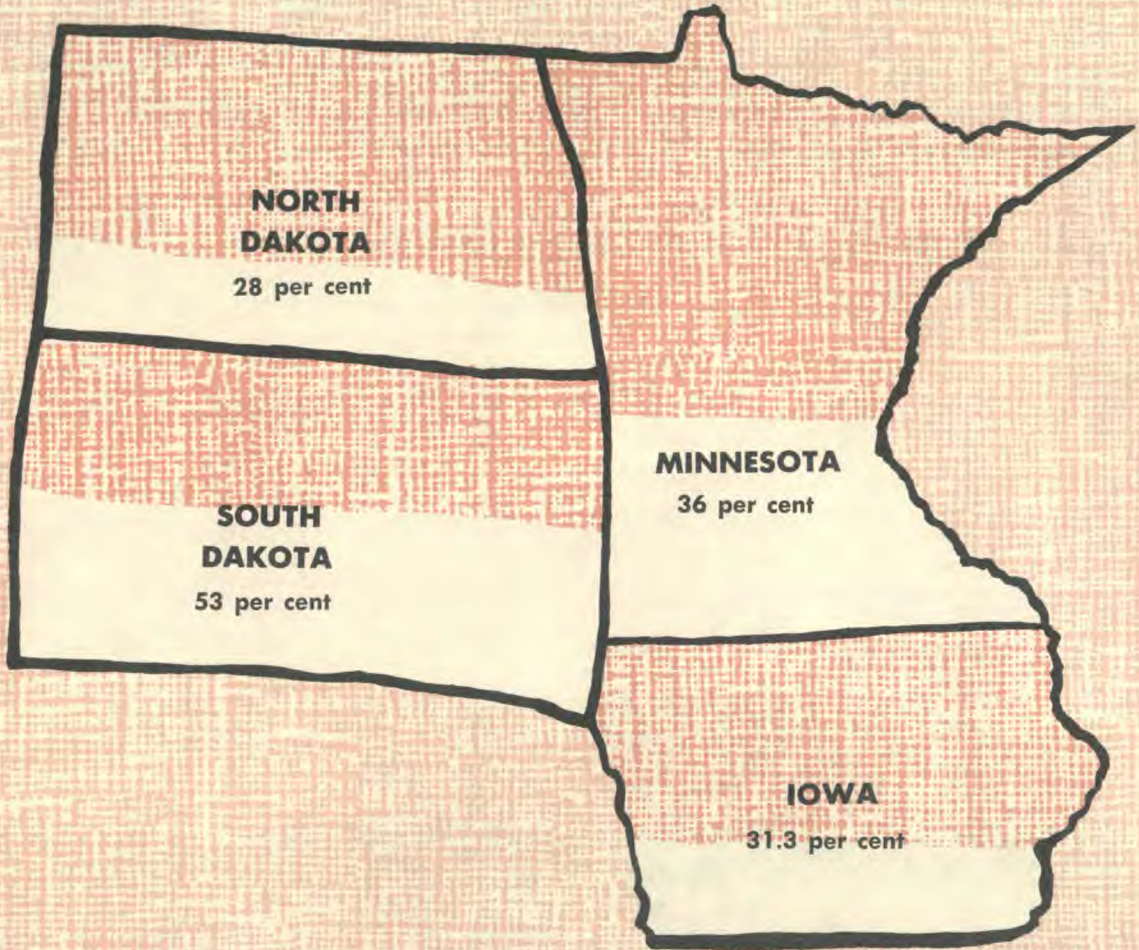 NORTH
DAKOTA
28 per cent
SOUTH
DAKOTA
53 per cent
MINNESOTA
36 per cent
IOWA
31.3 per cent